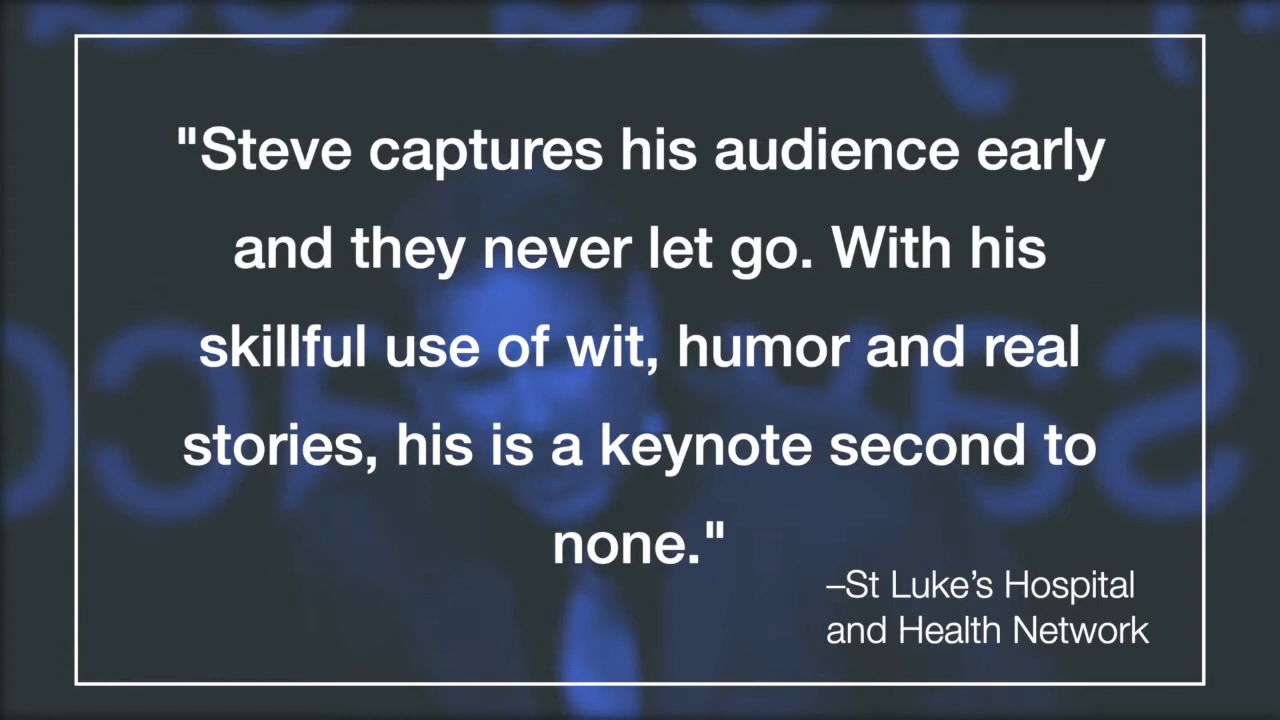 "Steve captures his audience early
and they never let go. With his
skillful use of wit, humor and real
stories, his is a keynote second to
none."
–St Luke’s Hospital
and Health Network